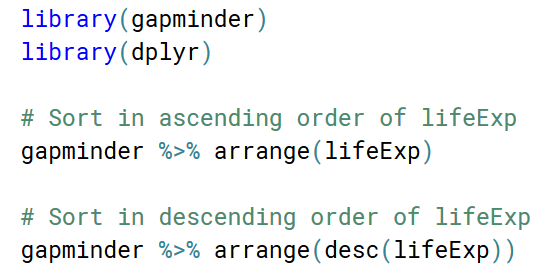 library(gapminder)
library(dplyr)
# Sort in ascending order of lifeExp
gapminder %>% arrange(lifeExp)
# Sort in descending order of lifeExp
gapminder %>% arrange(desc(lifeExp))